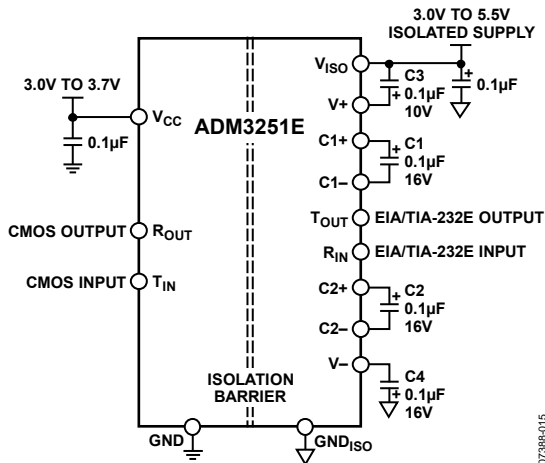 3.0V TO 5.5V
ISOLATED SUPPLY
3.0V TO 3.7V
VCC
0.1µF
ADM3251E
VISO
V+
+ C3
0.1µF
10V
+
0.1µF
C1+
C1–
+ C1
0.1µF
16V
CMOS OUTPUT
ROUT
TOUT
EIA/TIA-232E OUTPUT
RIN
EIA/TIA-232E INPUT
CMOS INPUT
TIN
C2+
C2–
+ C2
0.1µF
16V
V–
C4
+ 0.1µF
16V
ISOLATION
BARRIER
GND
GNDISO
07388-015